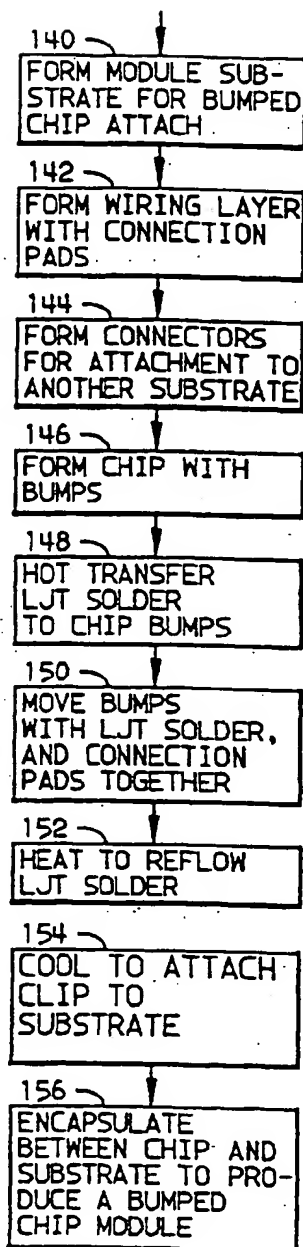 140
FORM MODULE SUB-
STRATE FOR BUMPED
CHIP ATTACH
142
FORM WIRING LAYER
WITH CONNECTION
PADS
144
FORM CONNECTORS
FOR ATTACHMENT TO
ANOTHER SUBSTRATE
146
FORM CHIP WITH
BUMPS
148
HOT TRANSFER
LJT SOLDER
TO CHIP BUMPS
150
MOVE BUMPS
WITH LJT SOLDER,
AND CONNECTION
PADS TOGETHER
152
HEAT TO REFLOW
LJT SOLDER
154
COOL TO ATTACH
CLIP TO
SUBSTRATE
156
ENCAPSULATE
BETWEEN CHIP AND
SUBSTRATE TO PRO-
DUCE A BUMPED
CHIP MODULE